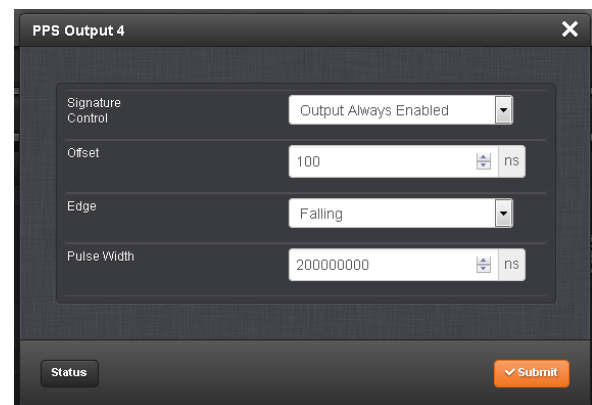 PPS Output 4
Signature
Control
Output Always Enabled
Offset
100
ns
Edge
Falling
Pulse Width
200000000
ns
Status
Submit